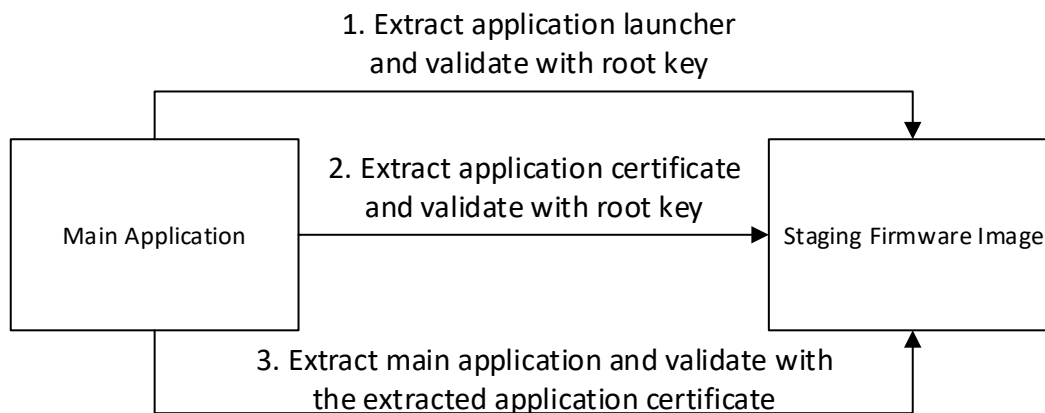 1. Extract application launcher
and validate with root key
2. Extract application certificate
and validate with root key
Main Application
Staging Firmware Image
3. Extract main application and validate with
the extracted application certificate